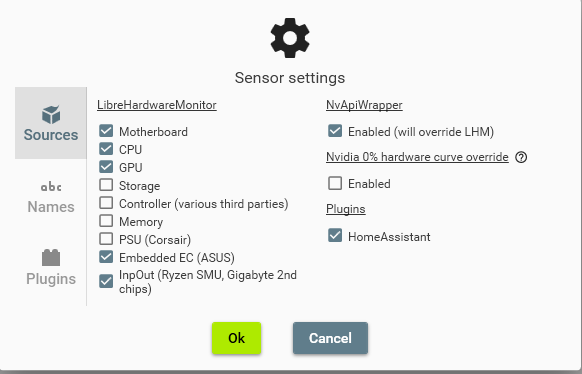 Sensor settings
Sources
abc
Names
Plugins
LibreHardwareMonitor
Motherboard
CPU
GPU
Storage
Controller (various third parties)
Memory
PSU (Corsair)
Embedded EC (ASUS)
InpOut (Ryzen SMU, Gigabyte 2nd
chips)
NvApiWrapper
Enabled (will override LHM)
Nvidia 0% hardware curve override ?
Enabled
Plugins
HomeAssistant
Ok
Cancel